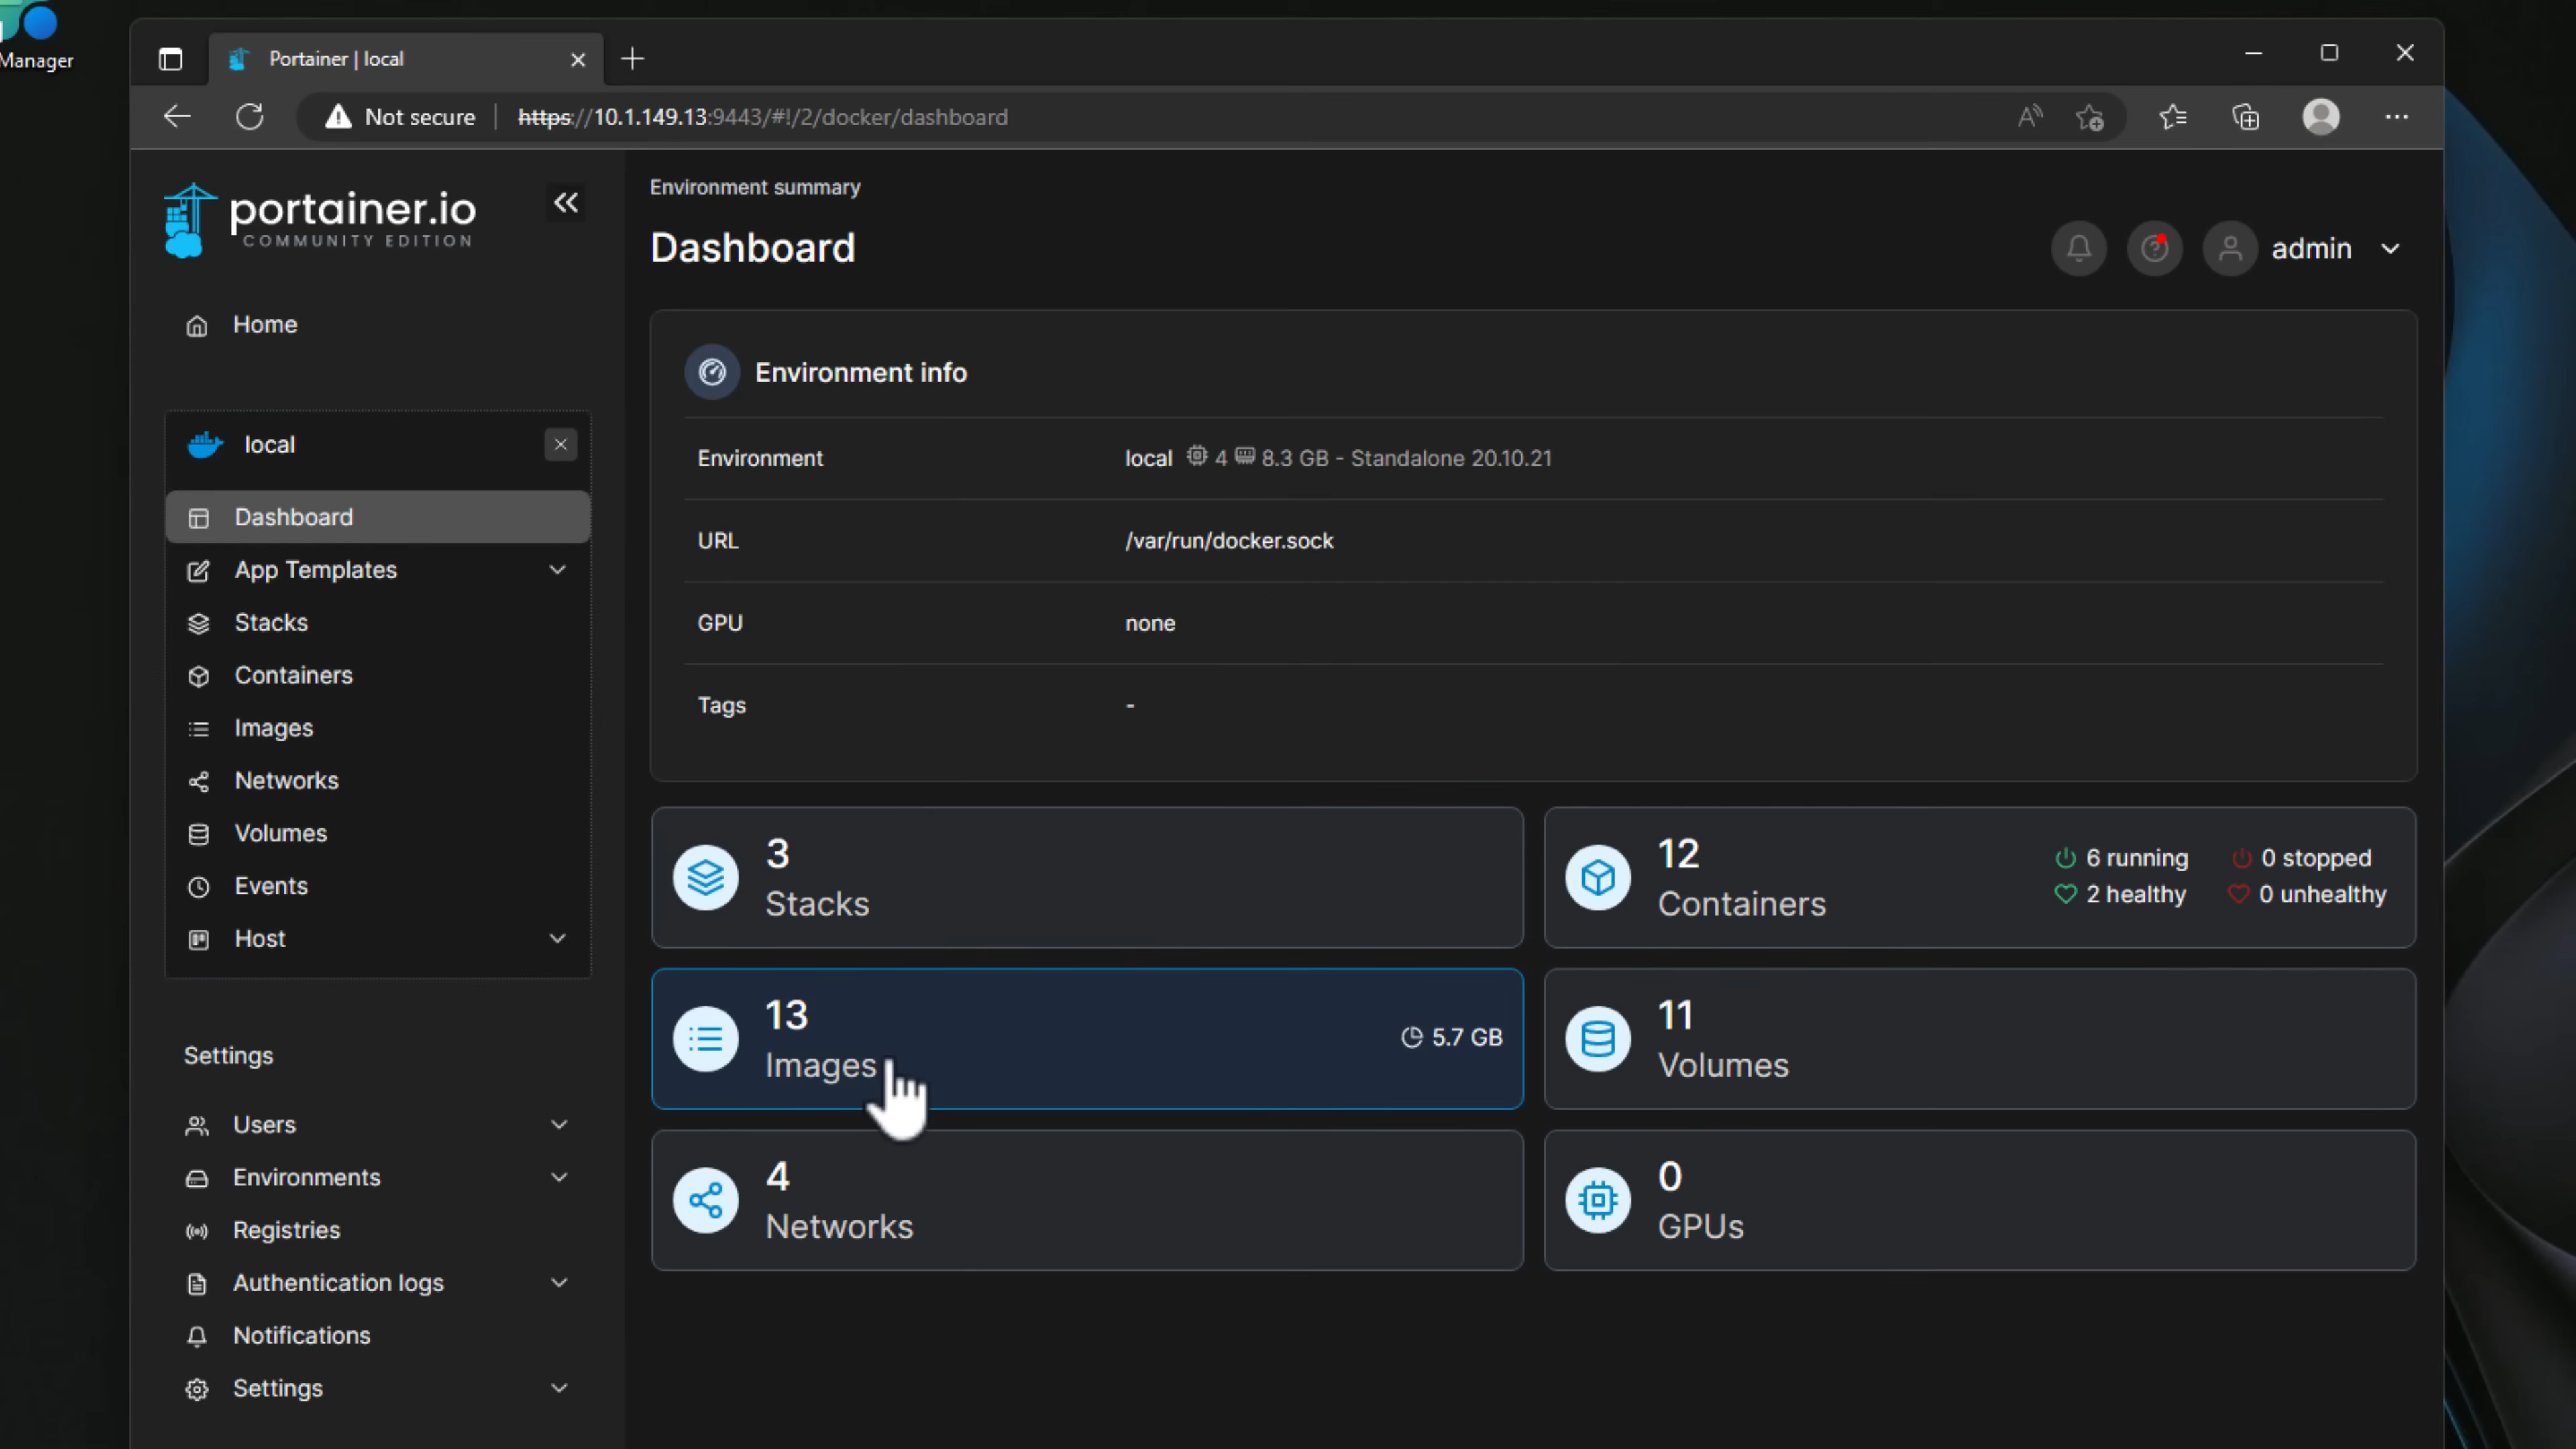 Manager
Portainer | local
Not secure
https://10.1.149.13:9443/#!/2/docker/dashboard
portainer.io
COMMUNITY EDITION
Home
local
Dashboard
App Templates
Stacks
Containers
Images
Networks
Volumes
Events
Host
Settings
Users
Environments
Registries
Authentication logs
Notifications
Settings
Environment summary
Dashboard
admin
Environment info
Environment local 4 8.3 GB - Standalone 20.10.21
URL /var/run/docker.sock
GPU none
Tags -
3
Stacks
12
Containers
6 running 0 stopped
2 healthy 0 unhealthy
13
Images
5.7 GB
11
Volumes
4
Networks
0
GPUs